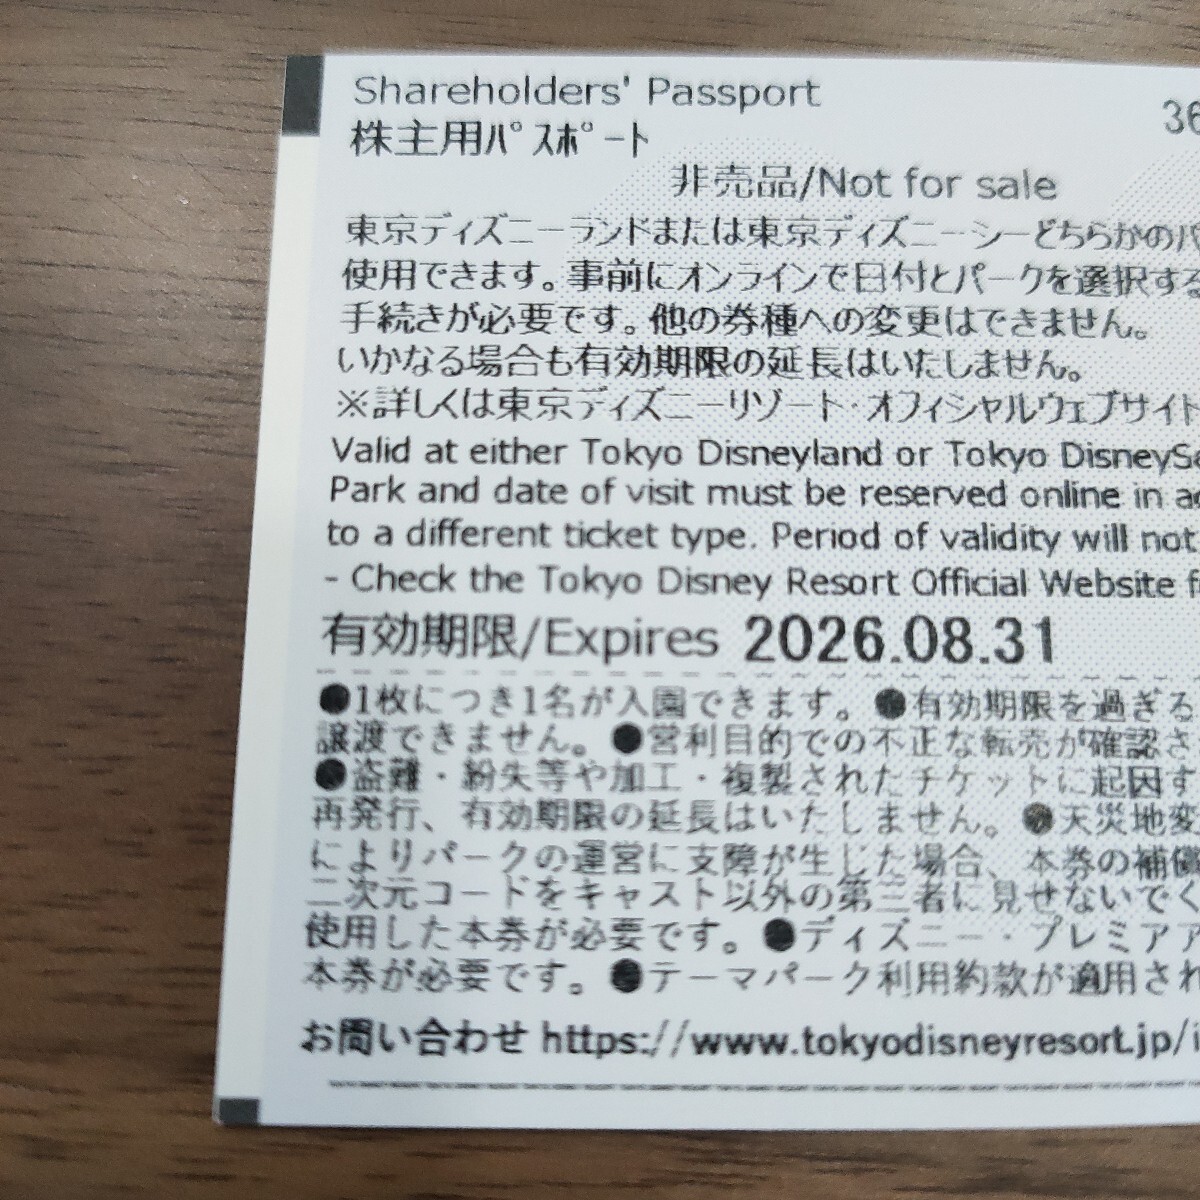 Shareholders' Passport
36
株主用パスポート
非売品/Not for sale
東京ディズニーランドまたは東京ディズニーシーどちらかのパ
使用できます。事前にオンラインで日付とパークを選択する
手続きが必要です。他の券種への変更はできません。
いかなる場合も有効期限の延長はいたしません。
※詳しくは東京ディズニーリゾート・オフィシャルウェブサイト
Valid at either Tokyo Disneyland or Tokyo DisneySe
Park and date of visit must be reserved online in a
to a different ticket type. Period of validity will not
- Check the Tokyo Disney Resort Official Website f
有効期限/Expires 2026.08.31
●1枚につき1名が入園できます。●有効期限を過ぎる
譲渡できません。●営利目的での不正な転売が確認さ
●盗難・紛失等や加工・複製されたチケットに起因す
再発行、有効期限の延長はいたしません。●天災地変
によりパークの運営に支障が生じた場合、本券の補償
二次元コードをキャスト以外の第三者に見せないでく
使用した本券が必要です。●ディズニー・プレミアア
本券が必要です。●テーマパーク利用約款が適用され
お問い合わせ https://www.tokyodisneyresort.jp/i